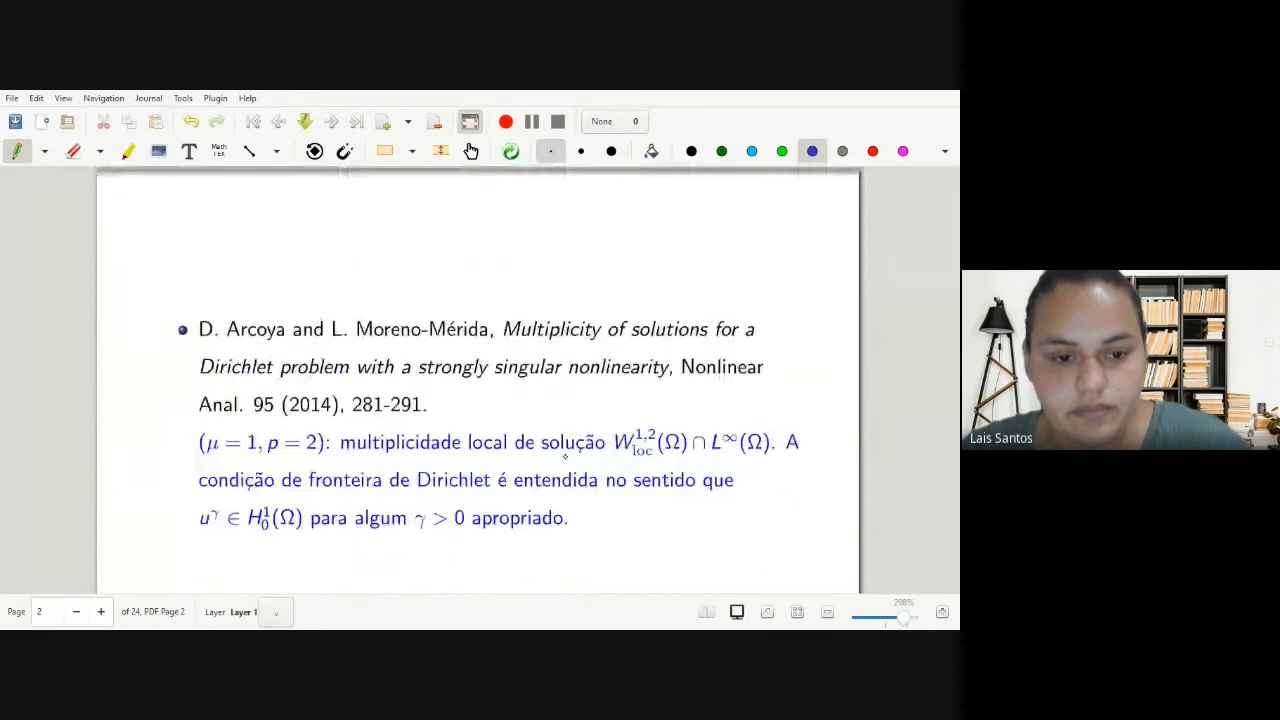 File Edit View Navigation Journal Tools Plugin Help
None 0
Math TEX
D. Arcoya and L. Moreno-Mérida, Multiplicity of solutions for a
Dirichlet problem with a strongly singular nonlinearity, Nonlinear
Anal. 95 (2014), 281-291.
(μ = 1, p = 2): multiplicidade local de solução W^{1,2}_{loc}(Ω) ∩ L^∞(Ω). A
condição de fronteira de Dirichlet é entendida no sentido que
u^γ ∈ H^1_0(Ω) para algum γ > 0 apropriado.
Lais Santos
Page 2 − + of 24, PDF Page 2 Layer Layer 1 298%